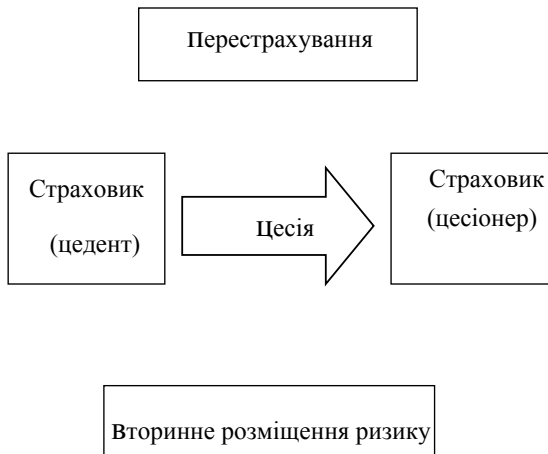 Перестрахування
Страховик
(цедент)
Цесія
Страховик
(цесіонер)
Вторинне розміщення ризику